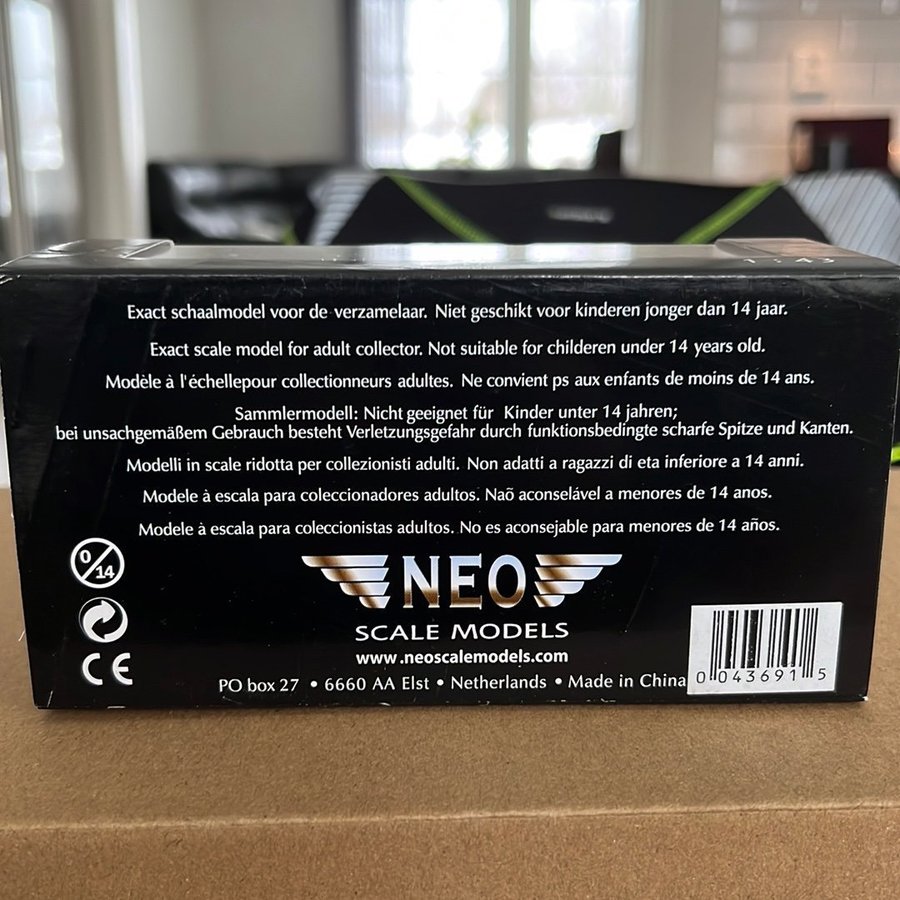 1:43
Exact schaalmodel voor de verzamelaar. Niet geschikt voor kinderen jonger dan 14 jaar.
Exact scale model for adult collector. Not suitable for childeren under 14 years old.
Modèle à l'échellepour collectionneurs adultes. Ne convient ps aux enfants de moins de 14 ans.
Sammlermodell: Nicht geeignet für Kinder unter 14 jahren;
bei unsachgemäßem Gebrauch besteht Verletzungsgefahr durch funktionsbedingte scharfe Spitze und Kanten.
Modelli in scale ridotta per collezionisti adulti. Non adatti a ragazzi di eta inferiore a 14 anni.
Modele à escala para coleccionadores adultos. Naõ aconselável a menores de 14 anos.
Modele à escala para coleccionistas adultos. No es aconsejable para menores de 14 años.
0/14
NEO
SCALE MODELS
CE
www.neoscalemodels.com
PO box 27 • 6660 AA Elst • Netherlands • Made in China
0 043691 5